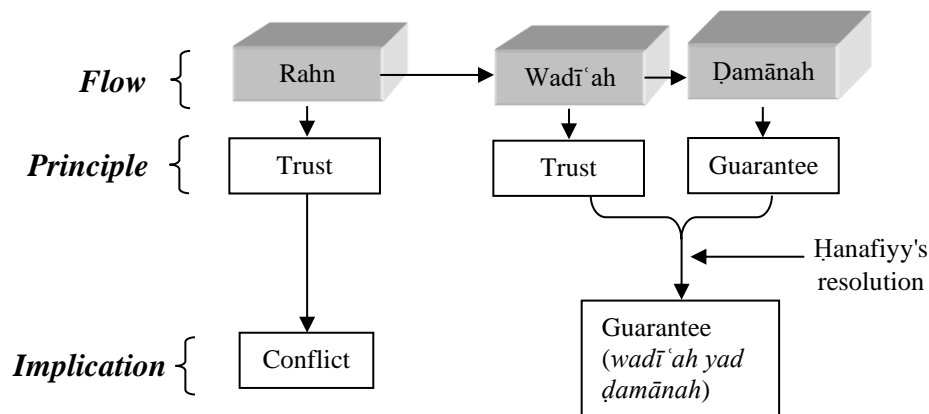 Flow
Rahn
Wadīʿah
Ḍamānah
Principle
Trust
Trust
Guarantee
Ḥanafiyy's
resolution
Implication
Conflict
Guarantee
(wadīʿah yad
ḍamānah)